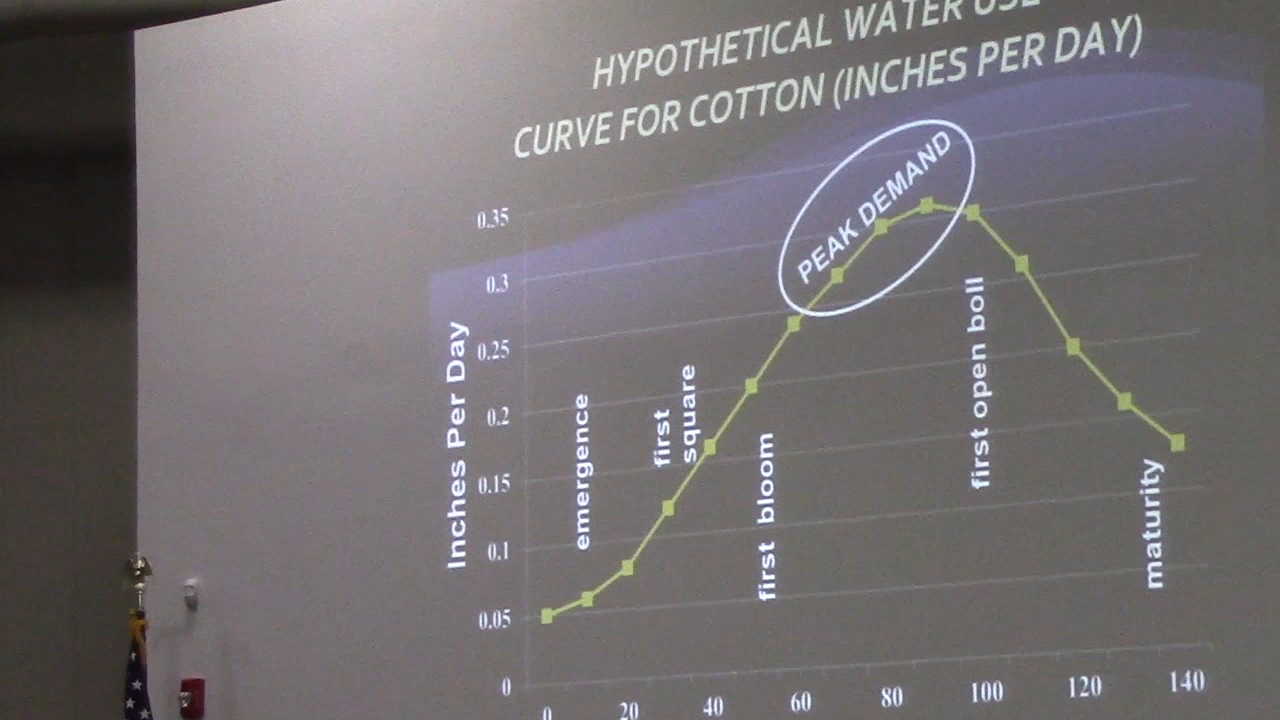 HYPOTHETICAL WATER USE
CURVE FOR COTTON (INCHES PER DAY)
PEAK DEMAND
0.35
0.3
0.25
0.2
0.15
0.1
0.05
0
Inches Per Day
emergence
first
square
first bloom
first open boll
maturity
0 20 40 60 80 100 120 140